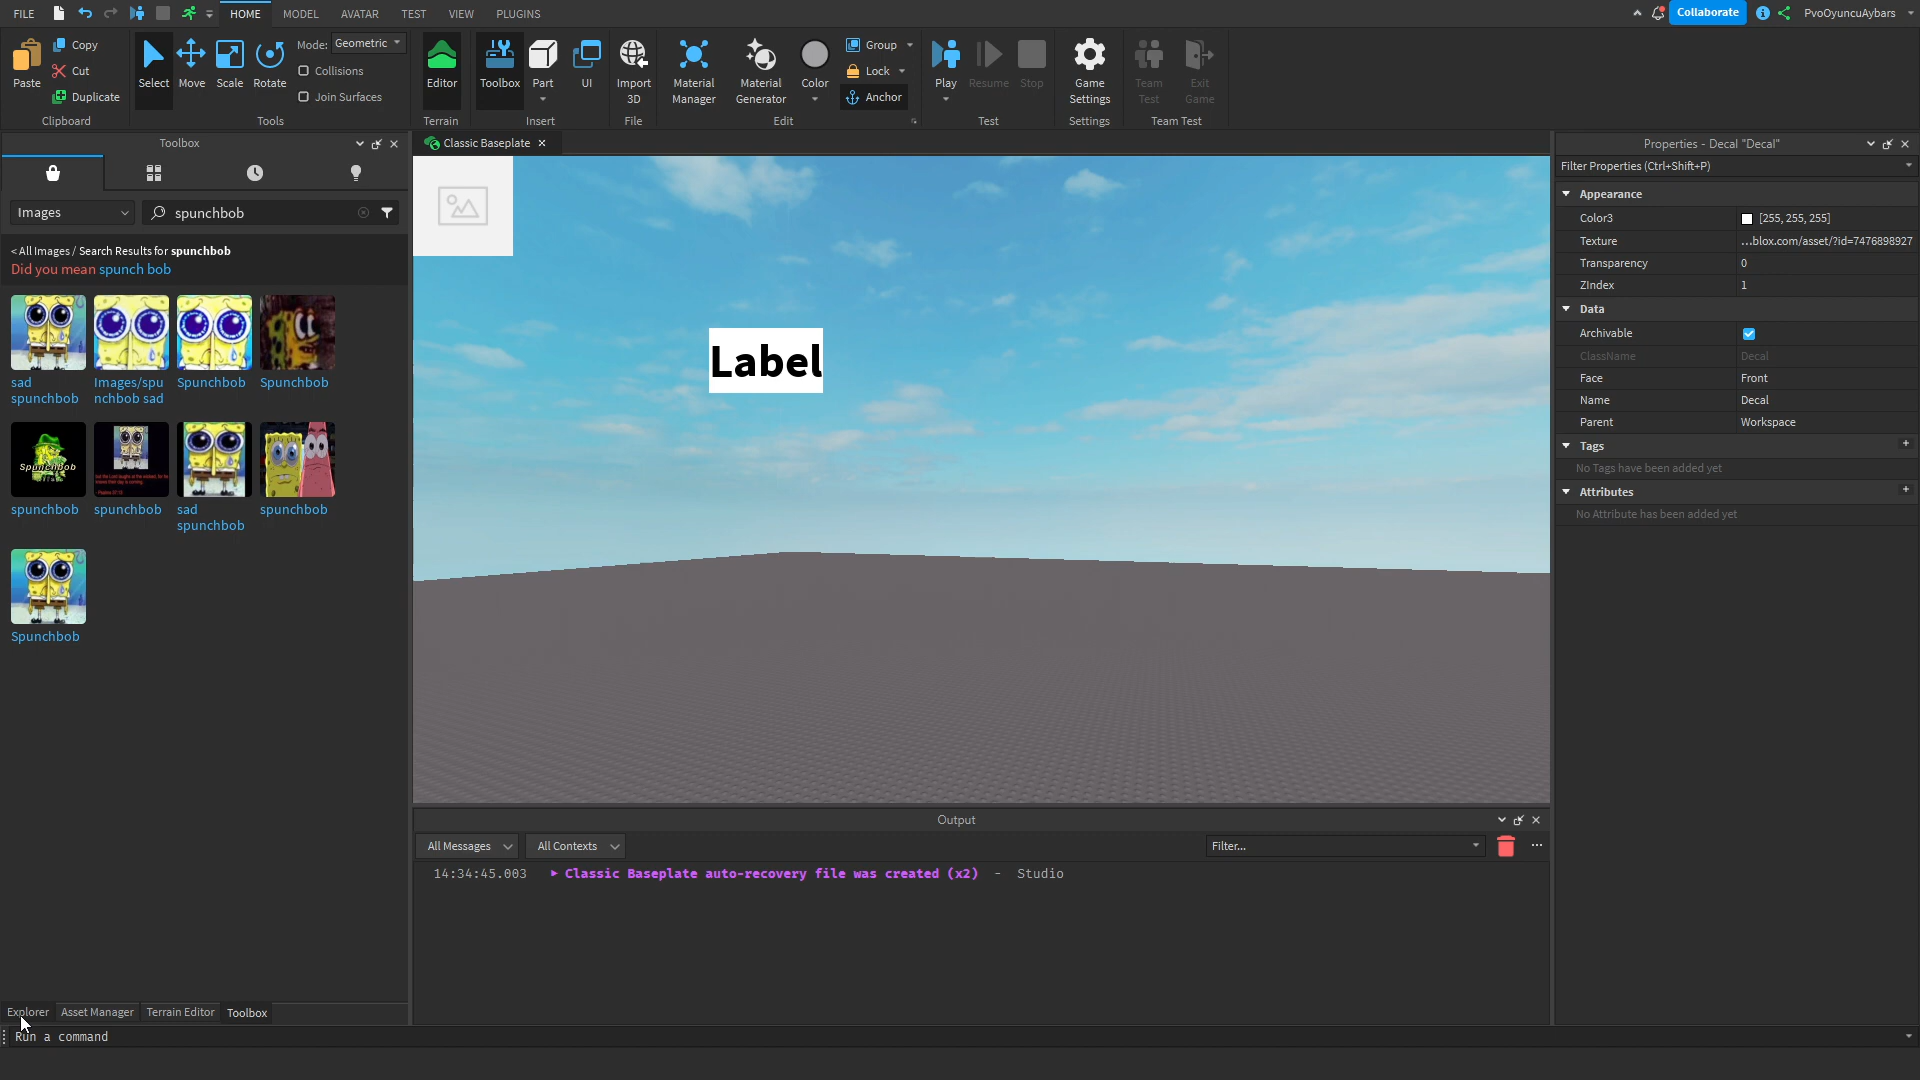 FILE HOME MODEL AVATAR TEST VIEW PLUGINS Collaborate PvoOyuncuAybars
Paste Copy Cut Duplicate Clipboard
Select Move Scale Rotate Mode: Geometric Collisions Join Surfaces Tools
Editor Terrain
Toolbox Part UI Insert
Import 3D File
Material Manager Material Generator Color Group Lock Anchor Edit
Play Resume Stop Test
Game Settings Settings
Team Test Exit Game Team Test
Toolbox
Images spunchbob
< All Images / Search Results for spunchbob
Did you mean spunch bob
sad spunchbob
Images/spunchbob sad
Spunchbob
Spunchbob
Spunchbob
spunchbob
spunchbob
sad spunchbob
spunchbob
Spunchbob
Explorer Asset Manager Terrain Editor Toolbox
Run a command
Classic Baseplate
Label
Output
All Messages All Contexts Filter...
14:34:45.003 Classic Baseplate auto-recovery file was created (x2) - Studio
Properties - Decal "Decal"
Filter Properties (Ctrl+Shift+P)
Appearance
Color3 [255, 255, 255]
Texture ...blox.com/asset/?id=7476898927
Transparency 0
ZIndex 1
Data
Archivable
ClassName Decal
Face Front
Name Decal
Parent Workspace
Tags +
No Tags have been added yet
Attributes +
No Attribute has been added yet